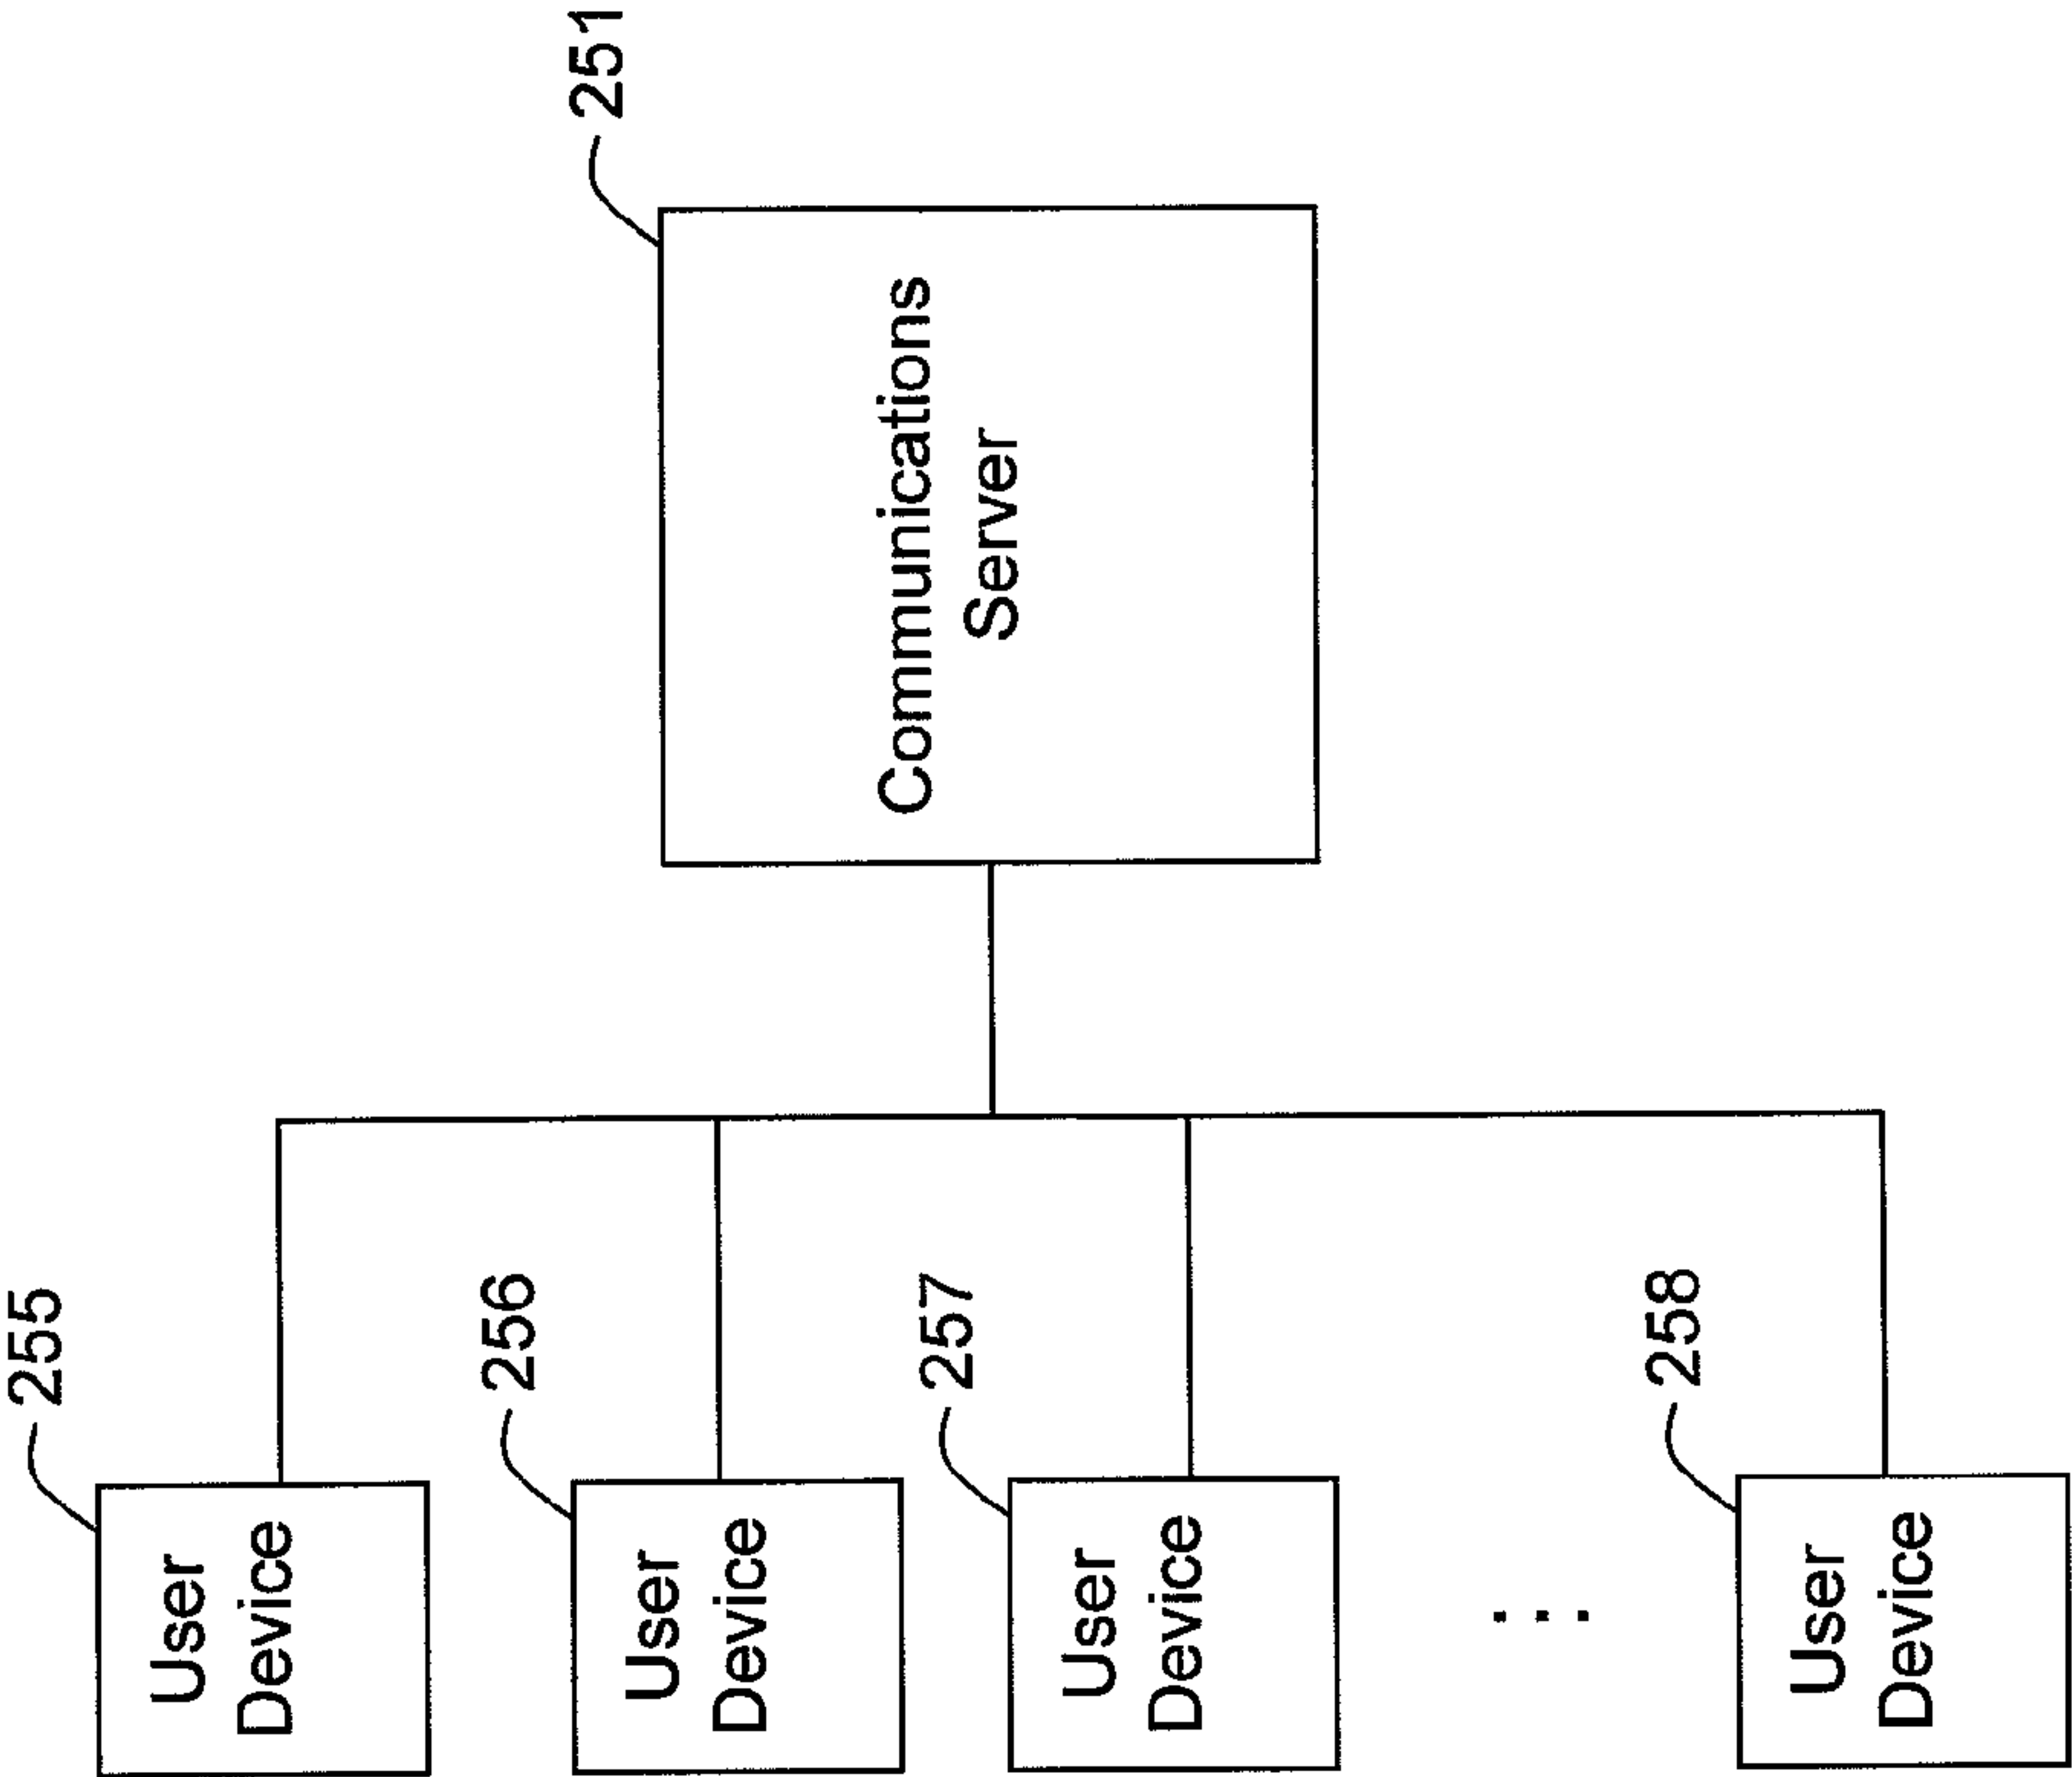 255
User
Device
256
User
Device
257
User
Device
. . .
258
User
Device
251
Communications
Server